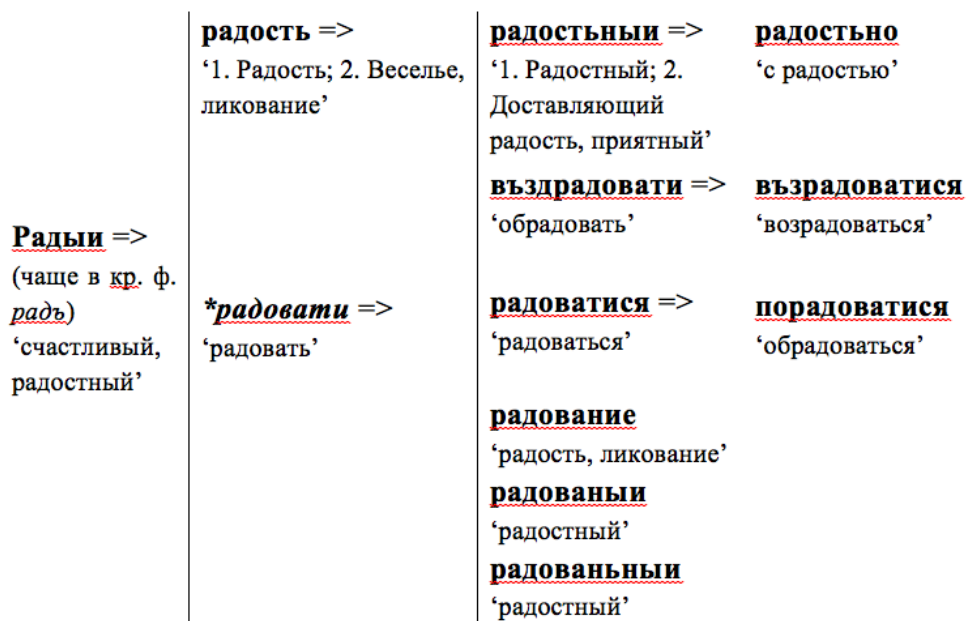 Радыи =>
(чаще в кр. ф.
радъ)
‘счастливый,
радостный’
радость =>
‘1. Радость; 2. Веселье,
ликование’
*радовати =>
‘радовать’
радостьныи =>
‘1. Радостный; 2.
Доставляющий
радость, приятный’
въздрадовати =>
‘обрадовать’
радоватися =>
‘радоваться’
радование
‘радость, ликование’
радованыи
‘радостный’
радованьныи
‘радостный’
радостьно
‘с радостью’
възрадоватися
‘возрадоваться’
порадоватися
‘обрадоваться’